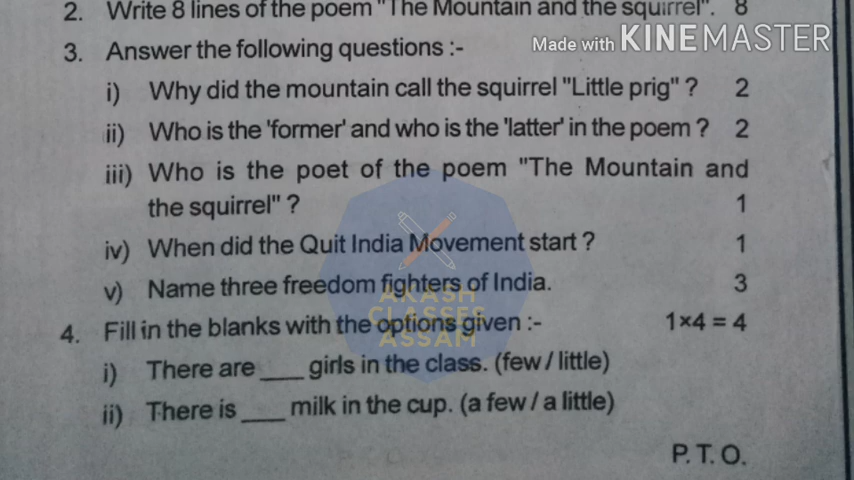 2. Write 8 lines of the poem "The Mountain and the squirrel". 8
Made with KINEMASTER
3. Answer the following questions :-
i) Why did the mountain call the squirrel "Little prig" ? 2
ii) Who is the 'former' and who is the 'latter' in the poem ? 2
iii) Who is the poet of the poem "The Mountain and
the squirrel" ? 1
iv) When did the Quit India Movement start ? 1
v) Name three freedom fighters of India. 3
AKASH
CLASSES
ASSAM
4. Fill in the blanks with the options given :- 1×4 = 4
i) There are ___ girls in the class. (few / little)
ii) There is ___ milk in the cup. (a few / a little)
P. T. O.